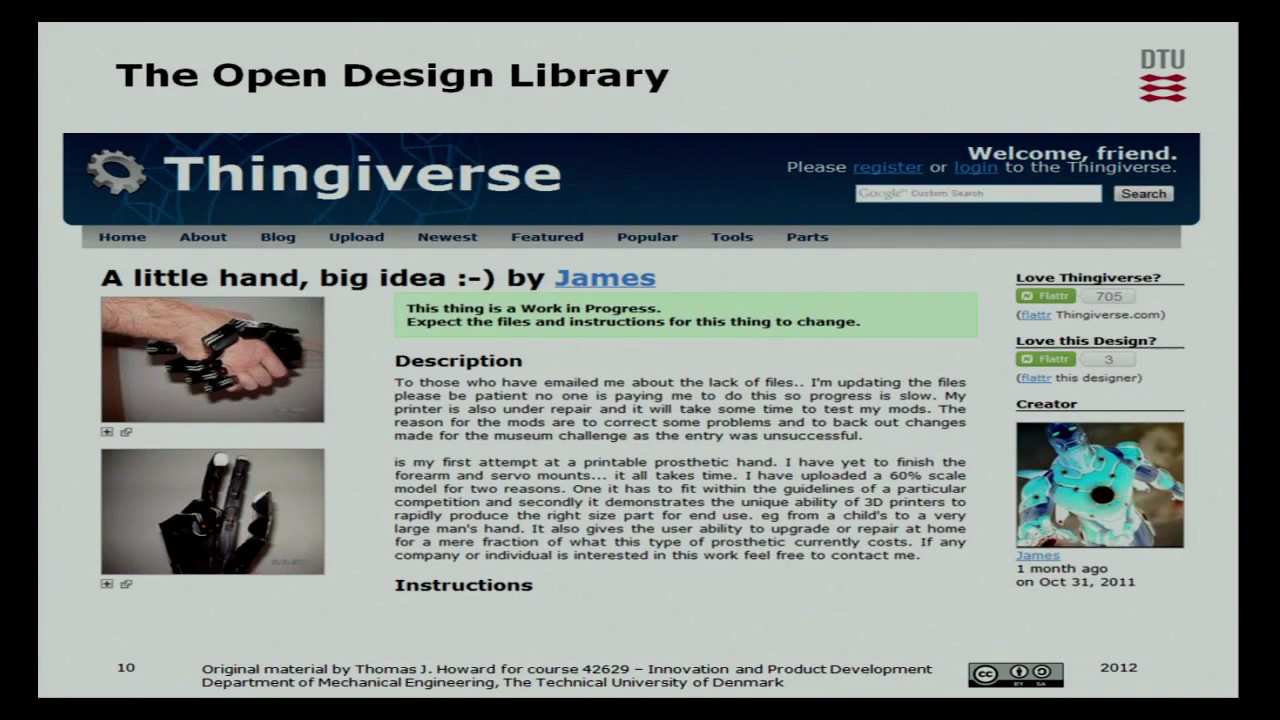 The Open Design Library
DTU
Thingiverse
Welcome, friend.
Please register or login to the Thingiverse.
Google™ Custom Search
Search
Home About Blog Upload Newest Featured Popular Tools Parts
A little hand, big idea :-) by James
This thing is a Work in Progress.
Expect the files and instructions for this thing to change.
Description
To those who have emailed me about the lack of files.. I'm updating the files
please be patient no one is paying me to do this so progress is slow. My
printer is also under repair and it will take some time to test my mods. The
reason for the mods are to correct some problems and to back out changes
made for the museum challenge as the entry was unsuccessful.
is my first attempt at a printable prosthetic hand. I have yet to finish the
forearm and servo mounts... it all takes time. I have uploaded a 60% scale
model for two reasons. One it has to fit within the guidelines of a particular
competition and secondly it demonstrates the unique ability of 3D printers to
rapidly produce the right size part for end use. eg from a child's to a very
large man's hand. It also gives the user ability to upgrade or repair at home
for a mere fraction of what this type of prosthetic currently costs. If any
company or individual is interested in this work feel free to contact me.
Instructions
Love Thingiverse?
Flattr 705
(flattr Thingiverse.com)
Love this Design?
Flattr 3
(flattr this designer)
Creator
James
1 month ago
on Oct 31, 2011
10
Original material by Thomas J. Howard for course 42629 – Innovation and Product Development
Department of Mechanical Engineering, The Technical University of Denmark
cc
BY SA
2012